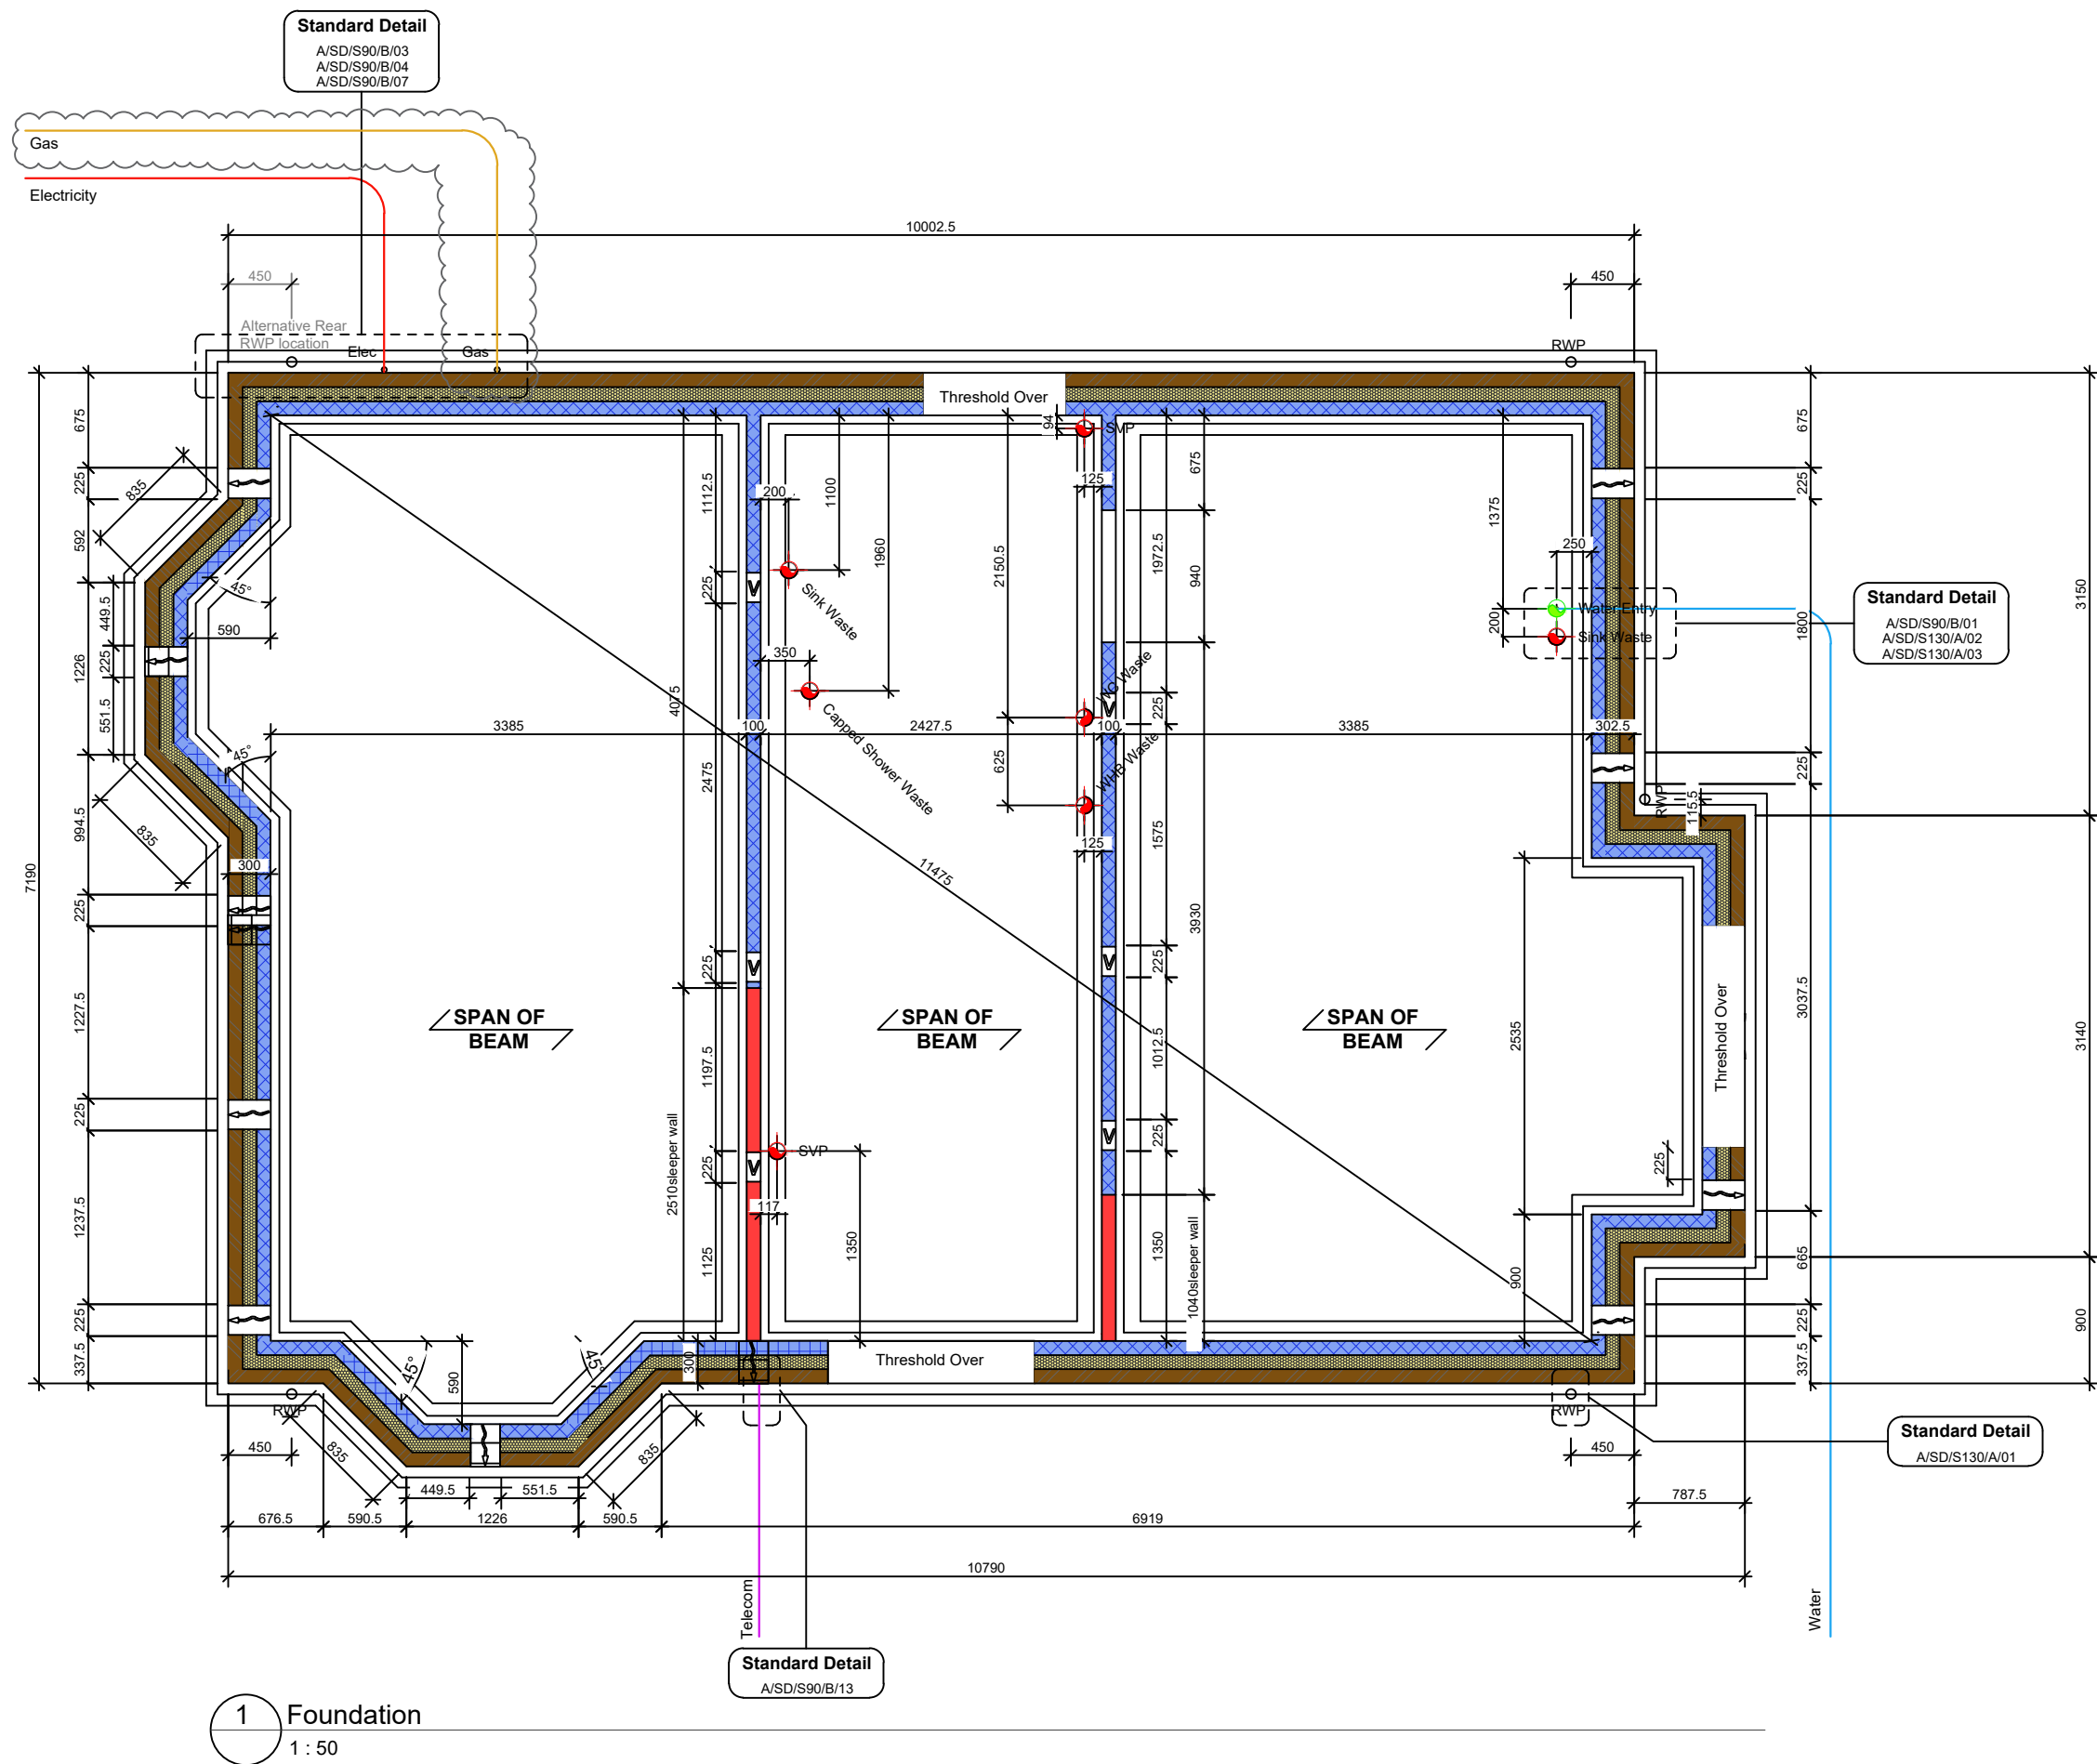 Standard Detail
A/SD/S90/B/03
A/SD/S90/B/04
A/SD/S90/B/07
Gas
Electricity
10002.5
450
450
Alternative Rear
RWP location
Elec
Gas
RWP
Threshold Over
SVP
94
125
675
225
592
835
449.5
225
1226
551.5
45°
590
45°
835
994.5
300
225
7190
1227.5
225
1237.5
225
337.5
1112.5
225
200
1100
1960
Sink Waste
350
Capped Shower Waste
4075
2475
3385
100
2427.5
100
3385
302.5
2150.5
625
WC Waste
WHB Waste
125
1972.5
675
940
225
1575
3930
225
1012.5
225
1350
1040sleeper wall
1375
250
200
Water Entry
Sink Waste
675
225
1800
225
RWP
115.5
3037.5
665
225
337.5
3150
3140
900
Standard Detail
A/SD/S90/B/01
A/SD/S130/A/02
A/SD/S130/A/03
11475
SPAN OF
BEAM
SPAN OF
BEAM
SPAN OF
BEAM
2535
900
Threshold Over
225
225
1197.5
2510sleeper wall
225
1125
SVP
117
1350
300
Threshold Over
45°
590
45°
RWP
450
835
449.5
551.5
835
676.5
590.5
1226
590.5
6919
RWP
450
787.5
10790
Standard Detail
A/SD/S130/A/01
Telecom
Water
Standard Detail
A/SD/S90/B/13
1
Foundation
1 : 50